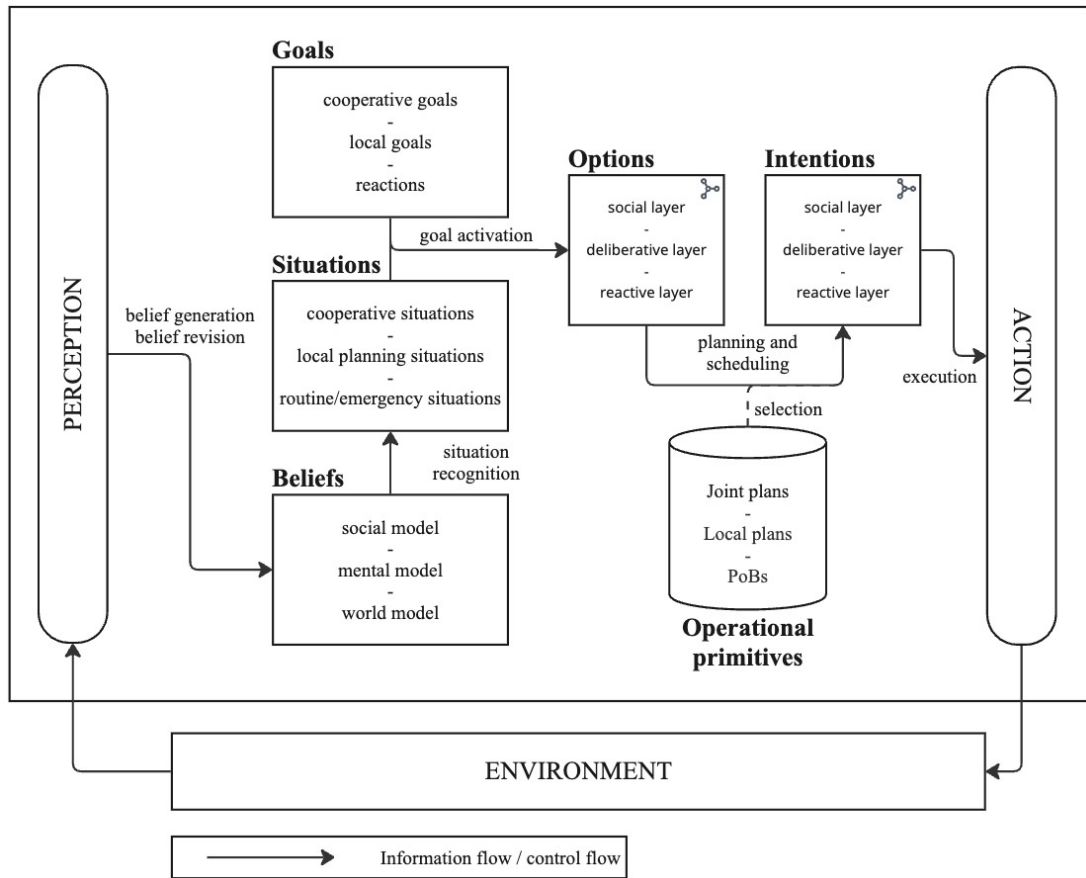 Goals
cooperative goals
-
local goals
-
reactions
goal activation
Situations
cooperative situations
-
local planning situations
-
routine/emergency situations
situation
recognition
Beliefs
social model
-
mental model
-
world model
PERCEPTION
belief generation
belief revision
Options
social layer
-
deliberative layer
-
reactive layer
Intentions
social layer
-
deliberative layer
-
reactive layer
planning and
scheduling
selection
Joint plans
-
Local plans
-
PoBs
Operational
primitives
execution
ACTION
ENVIRONMENT
Information flow / control flow